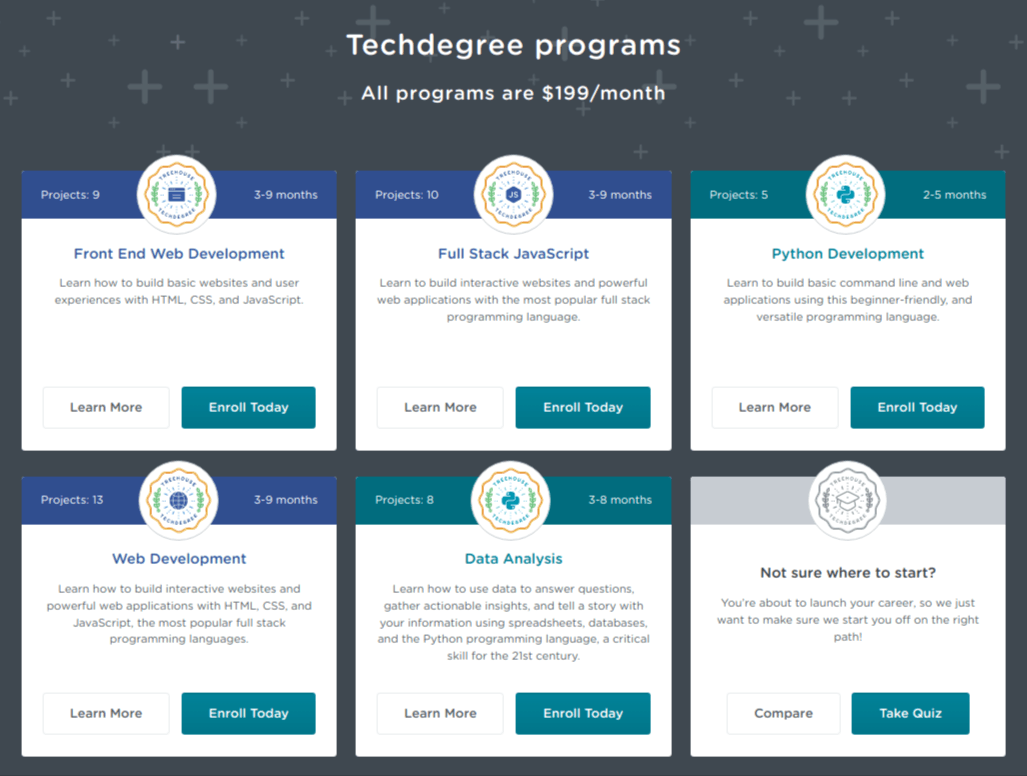 Techdegree programs
All programs are $199/month
Projects: 9
TREEHOUSE
TECHDEGREE
3-9 months
Front End Web Development
Learn how to build basic websites and user
experiences with HTML, CSS, and JavaScript.
Learn More
Enroll Today
Projects: 10
TREEHOUSE
JS
TECHDEGREE
3-9 months
Full Stack JavaScript
Learn to build interactive websites and powerful
web applications with the most popular full stack
programming language.
Learn More
Enroll Today
Projects: 5
TREEHOUSE
TECHDEGREE
2-5 months
Python Development
Learn to build basic command line and web
applications using this beginner-friendly, and
versatile programming language.
Learn More
Enroll Today
Projects: 13
TREEHOUSE
TECHDEGREE
3-9 months
Web Development
Learn how to build interactive websites and
powerful web applications with HTML, CSS, and
JavaScript, the most popular full stack
programming languages.
Learn More
Enroll Today
Projects: 8
TREEHOUSE
TECHDEGREE
3-8 months
Data Analysis
Learn how to use data to answer questions,
gather actionable insights, and tell a story with
your information using spreadsheets, databases,
and the Python programming language, a critical
skill for the 21st century.
Learn More
Enroll Today
TREEHOUSE
TECHDEGREE
Not sure where to start?
You're about to launch your career, so we just
want to make sure we start you off on the right
path!
Compare
Take Quiz